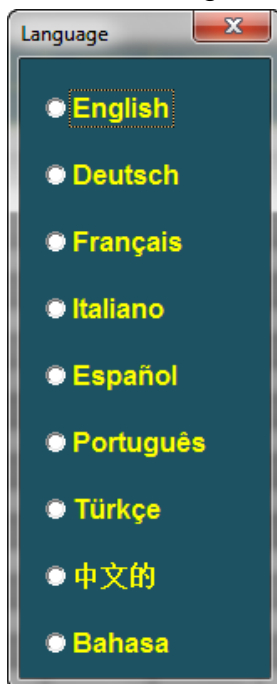 Language
English
Deutsch
Français
Italiano
Español
Português
Türkçe
中文的
Bahasa